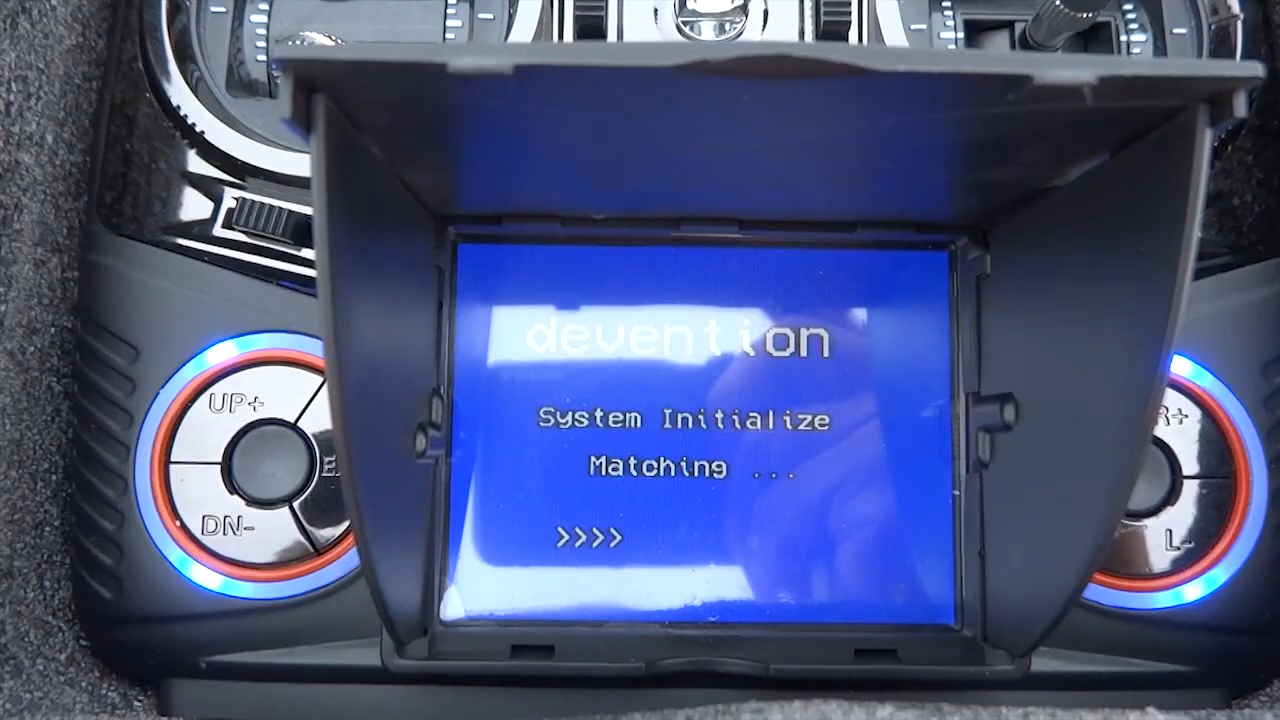 devention
System Initialize
Matching ...
>>>>
UP+
DN-
R+
L-